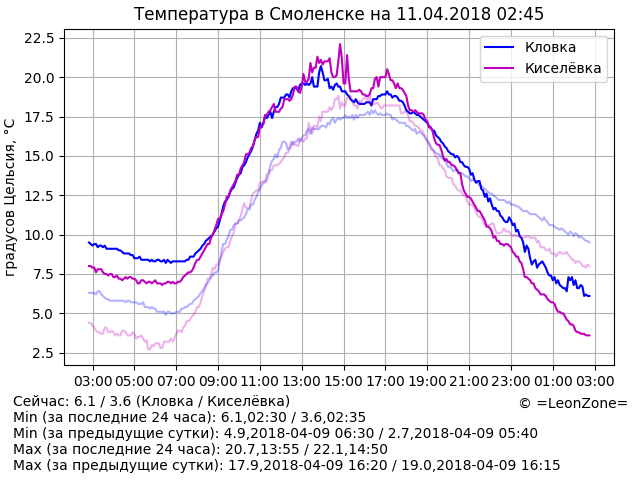 Температура в Смоленске на 11.04.2018 02:45
градусов Цельсия, °C
22.5
20.0
17.5
15.0
12.5
10.0
7.5
5.0
2.5
Кловка
Киселёвка
03:00 05:00 07:00 09:00 11:00 13:00 15:00 17:00 19:00 21:00 23:00 01:00 03:00
Сейчас: 6.1 / 3.6 (Кловка / Киселёвка)
© =LeonZone=
Min (за последние 24 часа): 6.1,02:30 / 3.6,02:35
Min (за предыдущие сутки): 4.9,2018-04-09 06:30 / 2.7,2018-04-09 05:40
Max (за последние 24 часа): 20.7,13:55 / 22.1,14:50
Max (за предыдущие сутки): 17.9,2018-04-09 16:20 / 19.0,2018-04-09 16:15